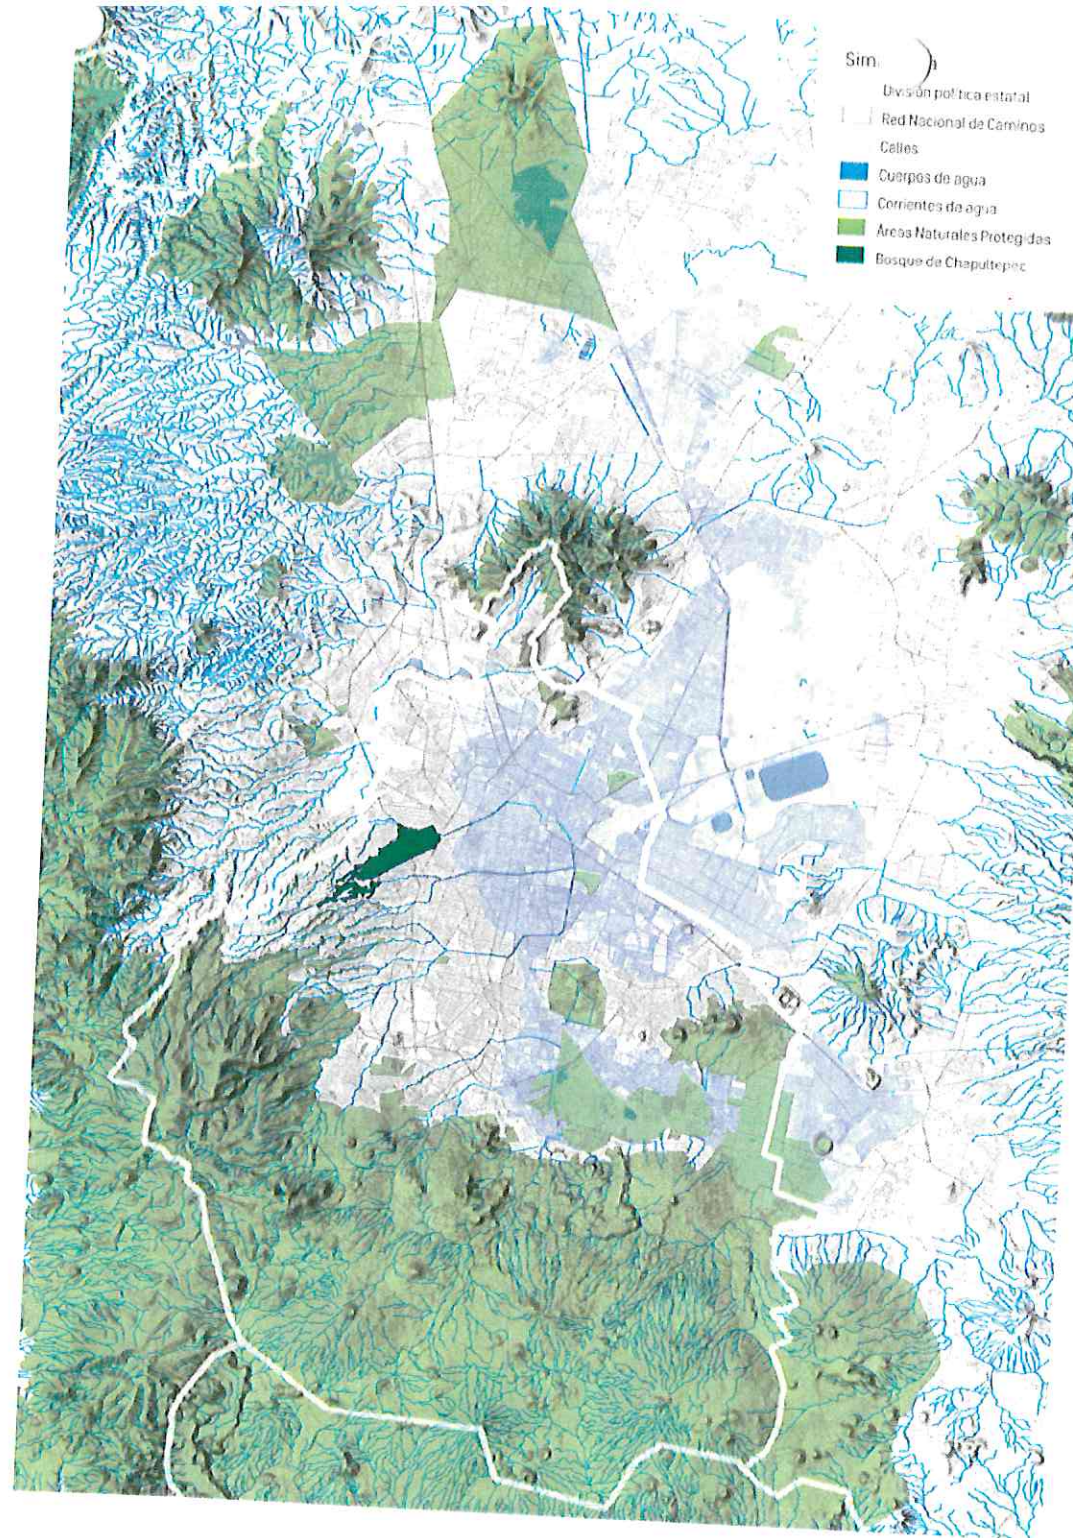 División política estatal
Red Nacional de Caminos
Calles
Cuerpos de agua
Corrientes de agua
Áreas Naturales Protegidas
Bosque de Chapultepec